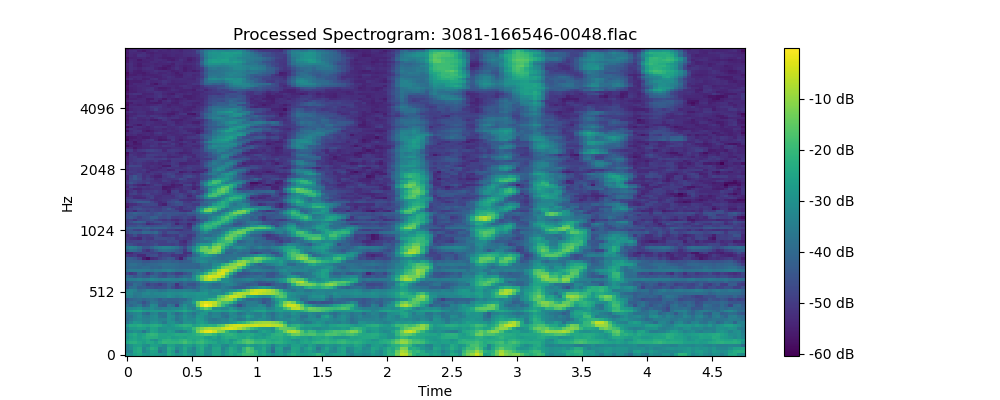 Processed Spectrogram: 3081-166546-0048.flac
Hz
4096
2048
1024
512
0
0 0.5 1 1.5 2 2.5 3 3.5 4 4.5
Time
-10 dB
-20 dB
-30 dB
-40 dB
-50 dB
-60 dB